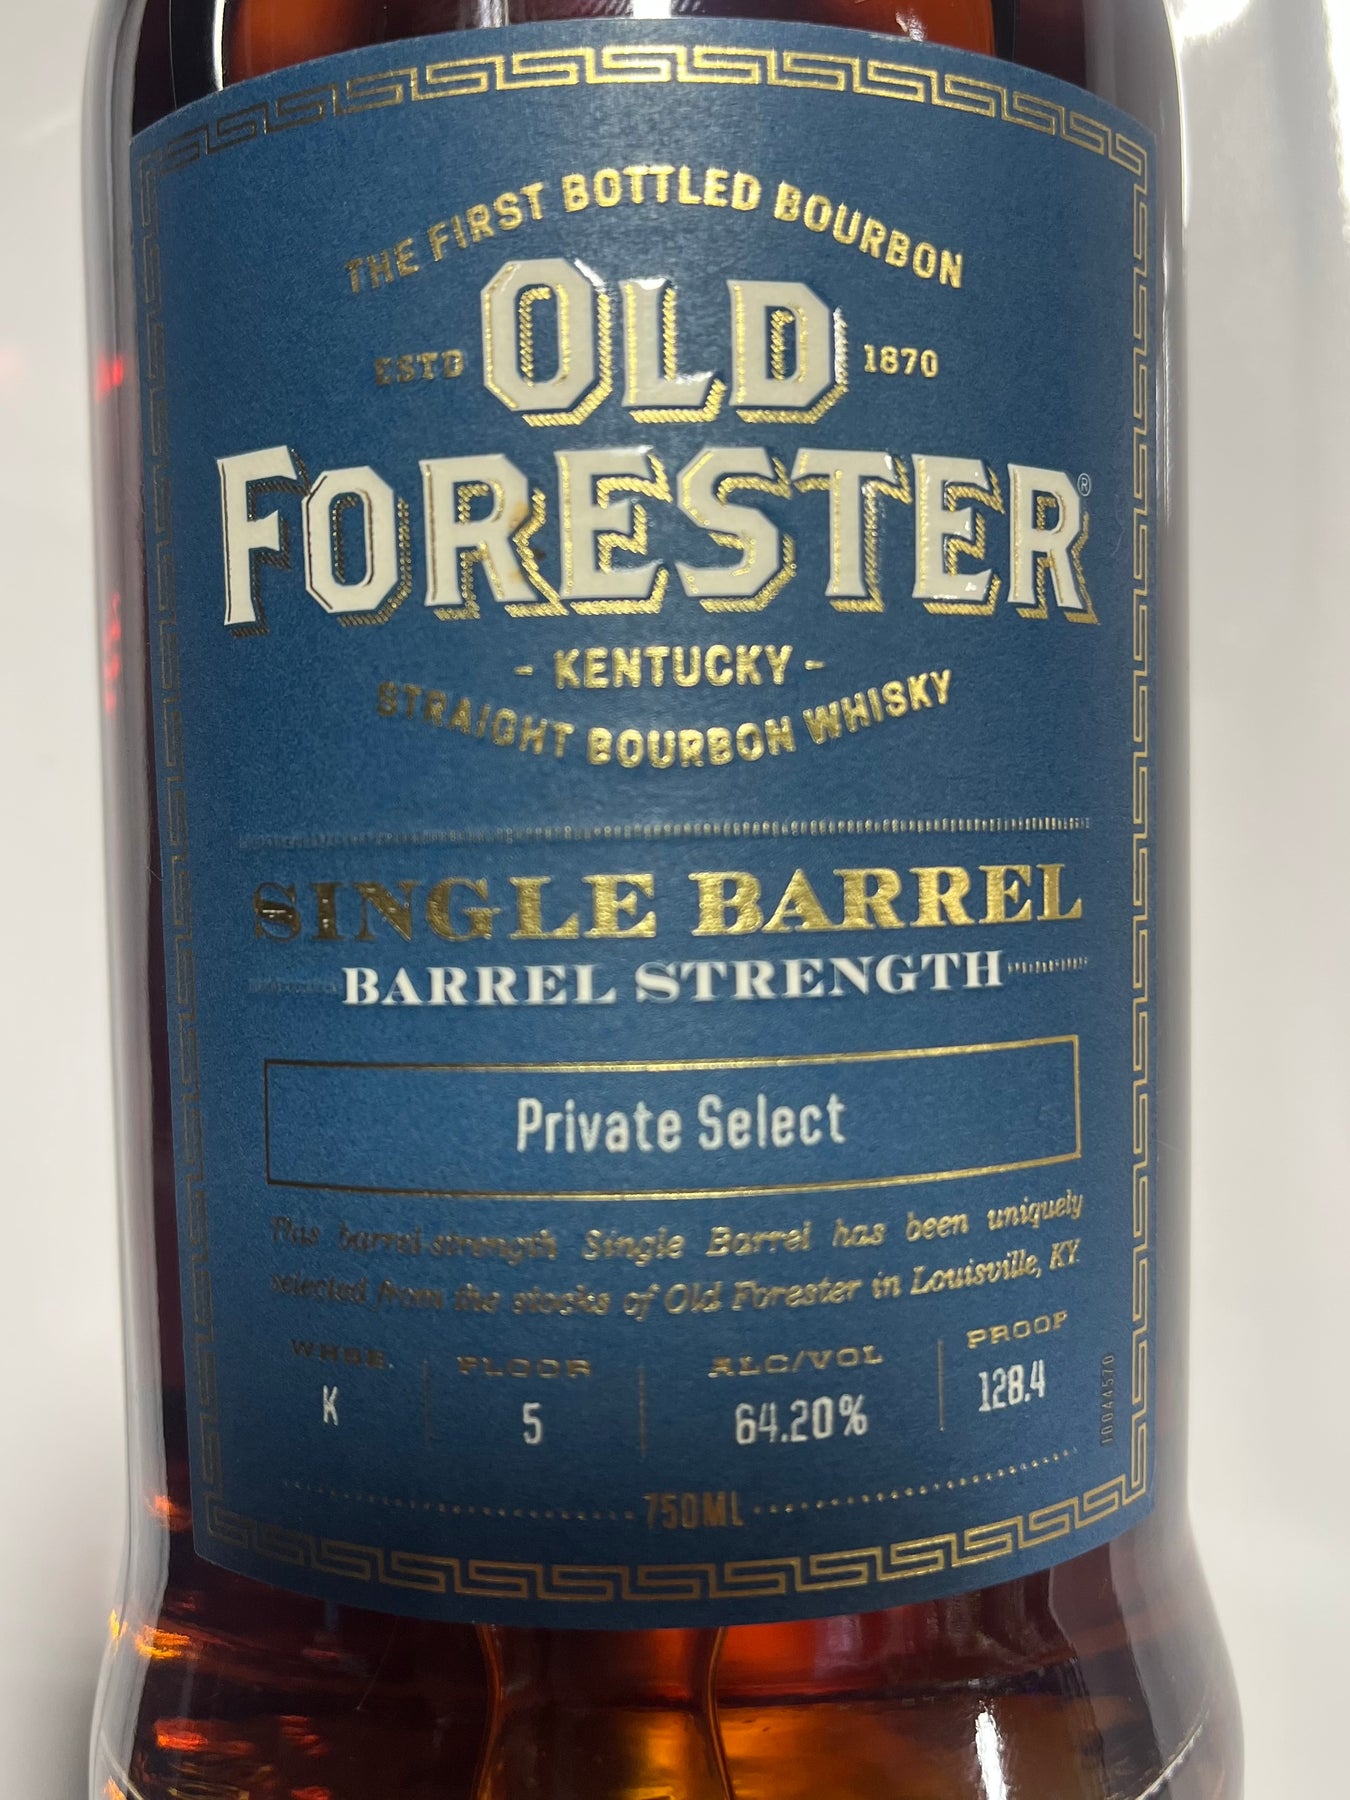 THE FIRST BOTTLED BOURBON
ESTD OLD 1870
FORESTER®
- KENTUCKY -
STRAIGHT BOURBON WHISKY
SINGLE BARREL
BARREL STRENGTH
Private Select
This barrel-strength Single Barrel has been uniquely
selected from the stocks of Old Forester in Louisville, KY.
WHSE. FLOOR ALC/VOL PROOF
K 5 64.20% 128.4
10044570
750ML